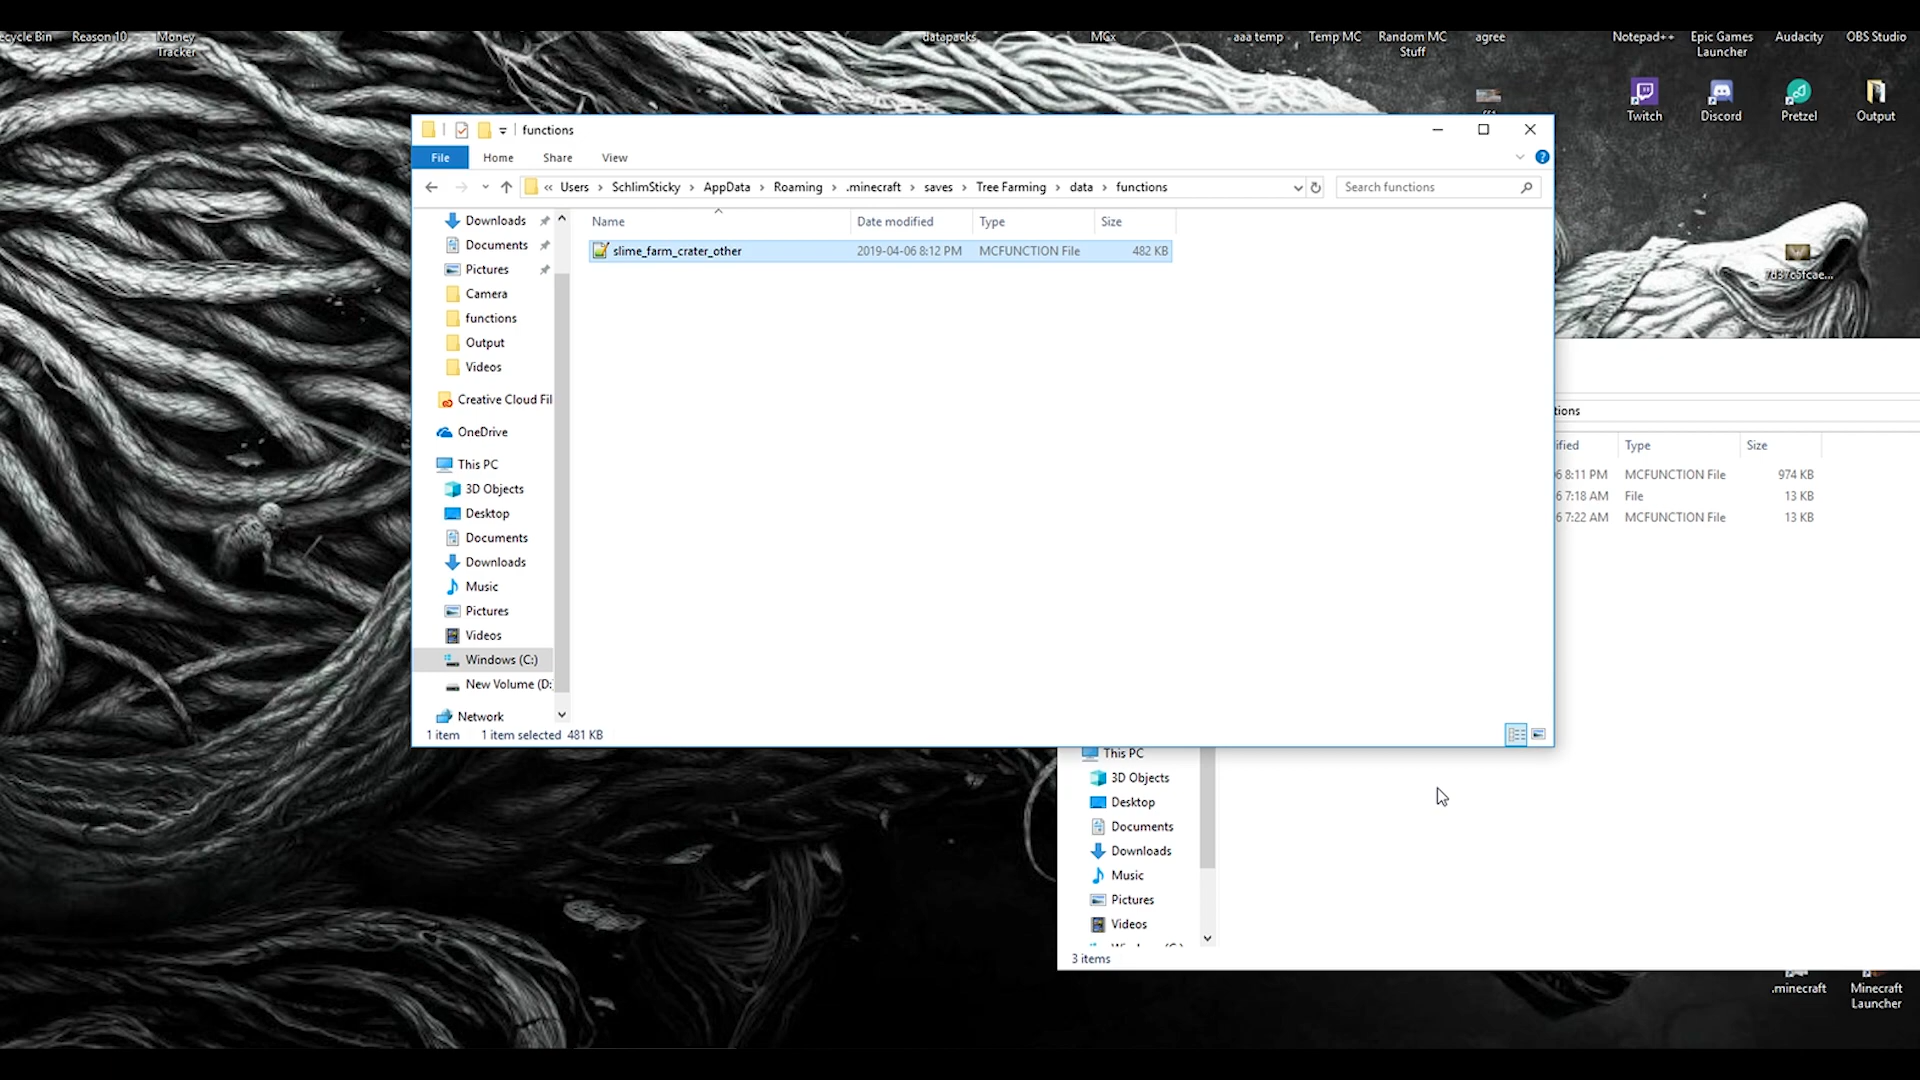 ecycle Bin
Reason 10
Money
Tracker
datapacks
MCx
aaa temp
Temp MC
Random MC
Stuff
agree
Notepad++
Epic Games
Launcher
Audacity
OBS Studio
Twitch
Discord
Pretzel
Output
functions
File
Home
Share
View
« Users › SchlimSticky › AppData › Roaming › .minecraft › saves › Tree Farming › data › functions
Search functions
Name
Date modified
Type
Size
slime_farm_crater_other
2019-04-06 8:12 PM
MCFUNCTION File
482 KB
Downloads
Documents
Pictures
Camera
functions
Output
Videos
Creative Cloud Fil
OneDrive
This PC
3D Objects
Desktop
Documents
Downloads
Music
Pictures
Videos
Windows (C:)
New Volume (D:
Network
1 item
1 item selected 481 KB
tions
ified
Type
Size
6 8:11 PM
MCFUNCTION File
974 KB
6 7:18 AM
File
13 KB
6 7:22 AM
MCFUNCTION File
13 KB
This PC
3D Objects
Desktop
Documents
Downloads
Music
Pictures
Videos
3 items
.minecraft
Minecraft
Launcher